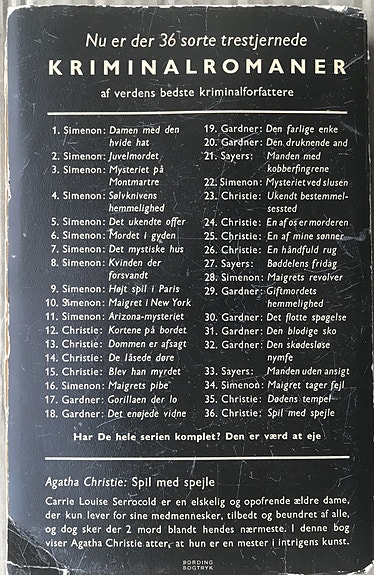 Nu er der 36 sorte trestjernede
KRIMINALROMANER
af verdens bedste kriminalforfattere
1. Simenon: Damen med den
hvide hat
2. Simenon: Juvelmordet
3. Simenon: Mysteriet på
Montmartre
4. Simenon: Sølvknivens
hemmelighed
5. Simenon: Det ukendte offer
6. Simenon: Mordet i gyden
7. Simenon: Det mystiske hus
8. Simenon: Kvinden der
forsvandt
9. Simenon: Højt spil i Paris
10. Simenon: Maigret i New York
11. Simenon: Arizona-mysteriet
12. Christie: Kortene på bordet
13. Christie: Dommen er afsagt
14. Christie: De låsede døre
15. Christie: Blev han myrdet
16. Simenon: Maigrets pibe
17. Gardner: Gorillaen der lo
18. Gardner: Det enøjede vidne
19. Gardner: Den farlige enke
20. Gardner: Den druknende and
21. Sayers: Manden med
kobberfingrene
22. Simenon: Mysteriet ved slusen
23. Christie: Ukendt bestemmel-
sessted
24. Christie: En af os er morderen
25. Christie: En af mine sønner
26. Christie: En håndfuld rug
27. Sayers: Bøddelens fridag
28. Simenon: Maigrets revolver
29. Gardner: Giftmordets
hemmelighed
30. Gardner: Det flotte spøgelse
31. Gardner: Den blodige sko
32. Gardner: Den skødesløse
nymfe
33. Sayers: Manden uden ansigt
34. Simenon: Maigret tager fejl
35. Christie: Dødens tempel
36. Christie: Spil med spejle
Har De hele serien komplet? Den er værd at eje
Agatha Christie: Spil med spejle
Carrie Louise Serrocold er en elskelig og opofrende ældre dame,
der kun lever for sine medmennesker, tilbedt og beundret af alle,
og dog sker der 2 mord blandt hendes nærmeste. I denne bog
viser Agatha Christie atter, at hun er en mester i intrigens kunst.
BORDING
BOGTRYK